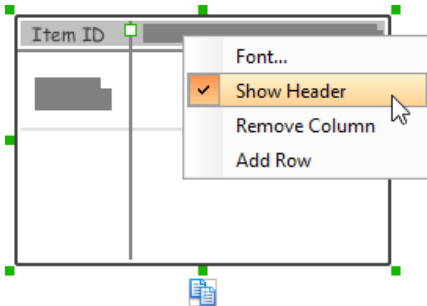 Item ID
Font...
Show Header
Remove Column
Add Row